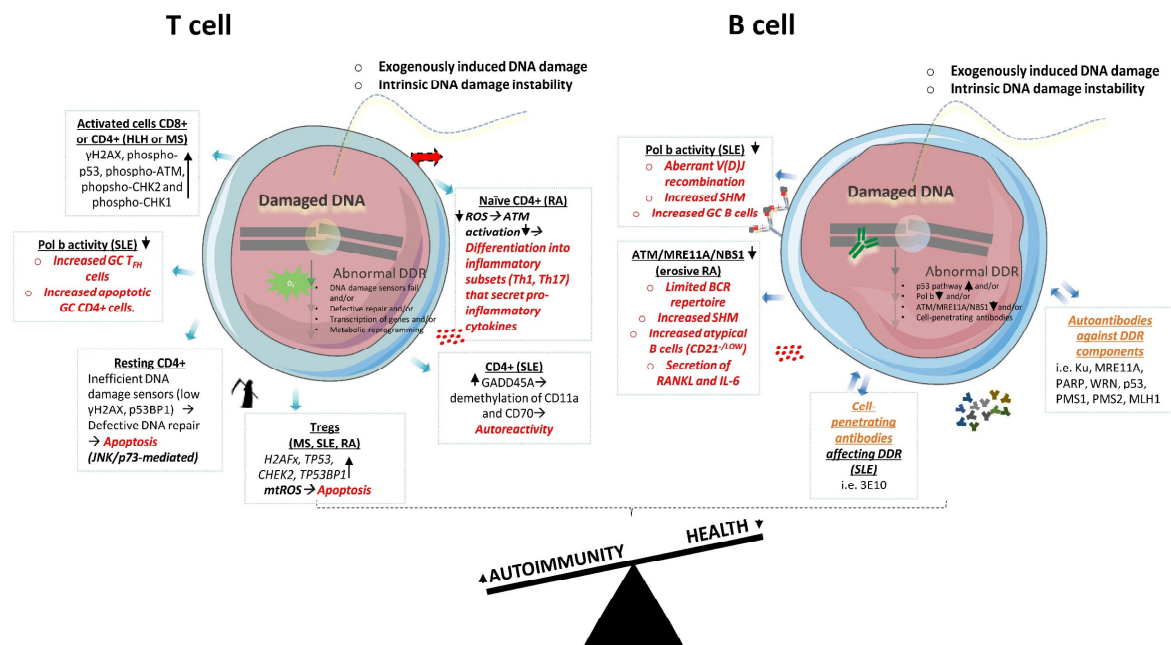 T cell
○ Exogenously induced DNA damage
○ Intrinsic DNA damage instability
Activated cells CD8+
or CD4+ (HLH or MS)
γH2AX, phospho-
p53, phospho-ATM,
phopsho-CHK2 and
phospho-CHK1
Pol b activity (SLE)
○ Increased GC T_FH
cells
○ Increased apoptotic
GC CD4+ cells.
Resting CD4+
Inefficient DNA
damage sensors (low
γH2AX, p53BP1) →
Defective DNA repair
→ Apoptosis
(JNK/p73-mediated)
Damaged DNA
O₂
Abnormal DDR
• DNA damage sensors fail
and/or
• Defective repair and/or
• Transcription of genes and/or
• Metabolic reprogramming
Naïve CD4+ (RA)
↓ ROS→ATM
activation ↓→
Differentiation into
inflammatory
subsets (Th1, Th17)
that secret pro-
inflammatory
cytokines
CD4+ (SLE)
↑ GADD45A→
demethylation of CD11a
and CD70→
Autoreactivity
Tregs
(MS, SLE, RA)
H2AFx, TP53,
CHEK2, TP53BP1
mtROS→Apoptosis
B cell
○ Exogenously induced DNA damage
○ Intrinsic DNA damage instability
Pol b activity (SLE) ↓
○ Aberrant V(D)J
recombination
○ Increased SHM
○ Increased GC B cells
ATM/MRE11A/NBS1 ↓
(erosive RA)
○ Limited BCR
repertoire
○ Increased SHM
○ Increased atypical
B cells (CD21-/LOW)
○ Secretion of
RANKL and IL-6
Damaged DNA
Abnormal DDR
• p53 pathway ↑ and/or
• Pol b ↓ and/or
• ATM/MRE11A/NBS1 ↓ and/or
• Cell-penetrating antibodies
Cell-
penetrating
antibodies
affecting DDR
(SLE)
i.e. 3E10
Autoantibodies
against DDR
components
i.e. Ku, MRE11A,
PARP, WRN, p53,
PMS1, PMS2, MLH1
AUTOIMMUNITY
HEALTH